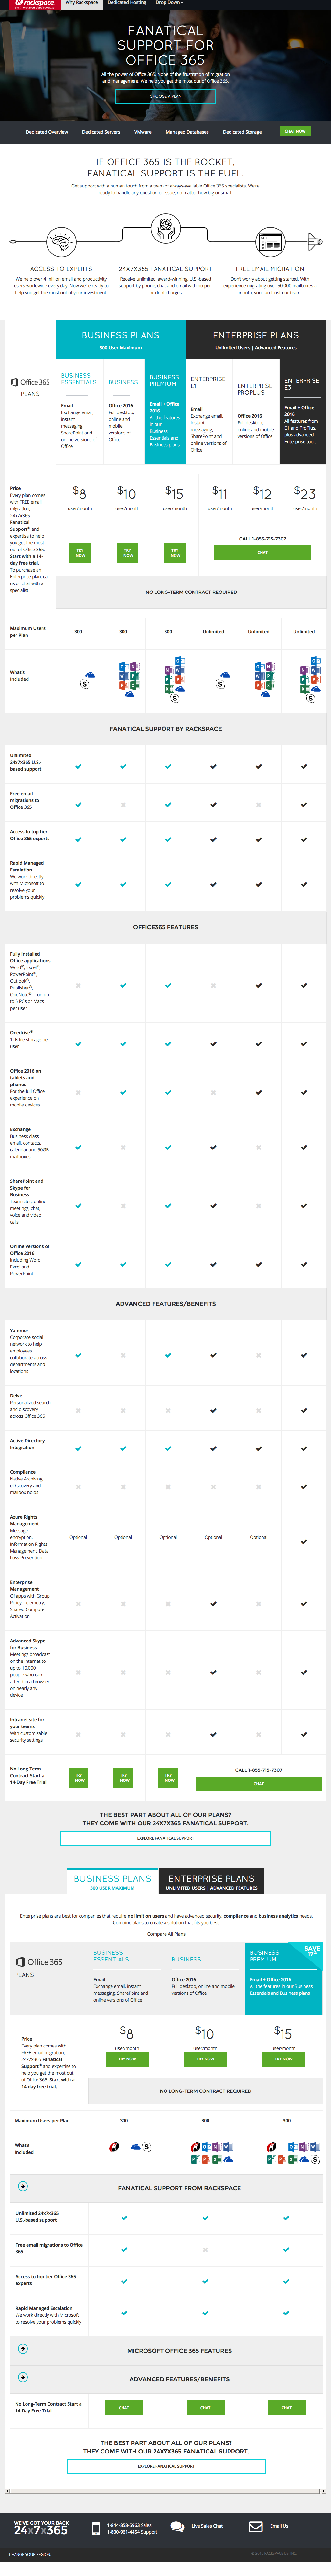 rackspace
the #1 managed cloud company
Why Rackspace
Dedicated Hosting
Drop Down
FANATICAL
SUPPORT FOR
OFFICE 365
All the power of Office 365. None of the frustrations of migration
and management. We help you get the most out of Office 365.
CHOOSE A PLAN
Dedicated Overview
Dedicated Servers
VMware
Managed Databases
Dedicated Storage
CHAT NOW
IF OFFICE 365 IS THE ROCKET,
FANATICAL SUPPORT IS THE FUEL.
Get support with a human touch from a team of always available Office 365 specialists. We're
ready to handle any question or issue, no matter how big or small.
ACCESS TO EXPERTS
We help over 4 million email and productivity
users worldwide every day. Now we're ready to
help you get the most out of your investment.
24X7X365 FANATICAL SUPPORT
Receive unlimited, award-winning, U.S.-based
support by phone, chat and email with no per-
incident charges.
FREE EMAIL MIGRATION
Don't worry about getting started. With
experience migrating over 50,000 mailboxes a
month, you can trust our team.
BUSINESS PLANS
300 User Maximum
ENTERPRISE PLANS
Unlimited Users | Advanced Features
Office 365
PLANS
BUSINESS
ESSENTIALS
Email
Exchange email,
instant
messaging,
SharePoint and
online versions of
Office
BUSINESS
Office 2016
Full desktop,
online and
mobile
versions of
Office
BUSINESS
PREMIUM
Email + Office
2016
All the features
in our
Business
Essentials and
Business plans
ENTERPRISE
E1
Email
Exchange email,
instant
messaging,
SharePoint and
online versions
of Office
ENTERPRISE
PROPLUS
Office 2016
Full desktop,
online and mobile
versions of Office
ENTERPRISE
E3
Email + Office
2016
All features from
E1 and ProPlus,
plus advanced
Enterprise tools
Price
Every plan comes
with FREE email
migration,
24x7x365
Fanatical
Support® and
expertise to help
you get the most
out of Office 365.
Start with a 14-
day free trial.
To purchase an
Enterprise plan, call
us or chat with a
specialist.
$8
user/month
$10
user/month
$15
user/month
$11
user/month
$12
user/month
$23
user/month
TRY
NOW
TRY
NOW
TRY
NOW
CALL 1-855-715-7307
CHAT
NO LONG-TERM CONTRACT REQUIRED
Maximum Users
per Plan
300
300
300
Unlimited
Unlimited
Unlimited
What's
Included
FANATICAL SUPPORT BY RACKSPACE
Unlimited
24x7x365 U.S.-
based support
Free email
migrations to
Office 365
Access to top tier
Office 365 experts
Rapid Managed
Escalation
We work directly
with Microsoft to
resolve your
problems quickly
OFFICE365 FEATURES
Fully installed
Office applications
Word®, Excel®,
PowerPoint®,
Outlook®,
Publisher®,
OneNote®— on up
to 5 PCs or Macs
per user
Onedrive®
1TB file storage per
user
Office 2016 on
tablets and
phones
For the full Office
experience on
mobile devices
Exchange
Business class
email, contacts,
calendar and 50GB
mailboxes
SharePoint and
Skype for
Business
Team sites, online
meetings, chat,
voice and video
calls
Online versions of
Office 2016
Including Word,
Excel and
PowerPoint
ADVANCED FEATURES/BENEFITS
Yammer
Corporate social
network to help
employees
collaborate across
departments and
locations
Delve
Personalized search
and discovery
across Office 365
Active Directory
Integration
Compliance
Native Archiving,
eDiscovery and
mailbox holds
Azure Rights
Management
Message
encryption,
Information Rights
Management, Data
Loss Prevention
Optional
Optional
Optional
Optional
Optional
Enterprise
Management
Of apps with Group
Policy, Telemetry,
Shared Computer
Activation
Advanced Skype
for Business
Meetings broadcast
on the Internet to
up to 10,000
people who can
attend in a browser
on nearly any
device
Intranet site for
your teams
With customizable
security settings
No Long-Term
Contract Start a
14-Day Free Trial
TRY
NOW
TRY
NOW
TRY
NOW
CALL 1-855-715-7307
CHAT
THE BEST PART ABOUT ALL OF OUR PLANS?
THEY COME WITH OUR 24X7X365 FANATICAL SUPPORT.
EXPLORE FANATICAL SUPPORT
BUSINESS PLANS
300 USER MAXIMUM
ENTERPRISE PLANS
UNLIMITED USERS | ADVANCED FEATURES
Enterprise plans are best for companies that require no limit on users and have advanced security, compliance and business analytics needs.
Combine plans to create a solution that fits you best.
Compare All Plans
Office 365
PLANS
BUSINESS
ESSENTIALS
Email
Exchange email, instant
messaging, SharePoint and
online versions of Office
BUSINESS
Office 2016
Full desktop, online and mobile
versions of Office
BUSINESS
PREMIUM
SAVE
17%
Email + Office 2016
All the features in our Business
Essentials and Business plans
Price
Every plan comes with
FREE email migration,
24x7x365 Fanatical
Support® and expertise to
help you get the most out
of Office 365. Start with a
14-day free trial.
$8
user/month
TRY NOW
$10
user/month
TRY NOW
$15
user/month
TRY NOW
NO LONG-TERM CONTRACT REQUIRED
Maximum Users per Plan
300
300
300
What's
Included
FANATICAL SUPPORT FROM RACKSPACE
Unlimited 24x7x365
U.S.-based support
Free email migrations to Office
365
Access to top tier Office 365
experts
Rapid Managed Escalation
We work directly with Microsoft
to resolve your problems quickly
MICROSOFT OFFICE 365 FEATURES
ADVANCED FEATURES/BENEFITS
No Long-Term Contract Start a
14-Day Free Trial
CHAT
CHAT
CHAT
THE BEST PART ABOUT ALL OF OUR PLANS?
THEY COME WITH OUR 24X7X365 FANATICAL SUPPORT.
EXPLORE FANATICAL SUPPORT
WE'VE GOT YOUR BACK
24x7x365
1-844-858-5963 Sales
1-800-961-4454 Support
Live Sales Chat
Email Us
CHANGE YOUR REGION: